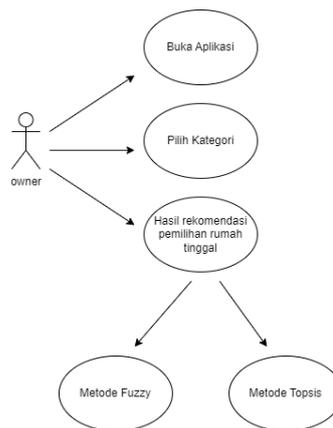 Buka Aplikasi
Pilih Kategori
owner
Hasil rekomendasi
pemilihan rumah
tinggal
Metode Fuzzy
Metode Topsis